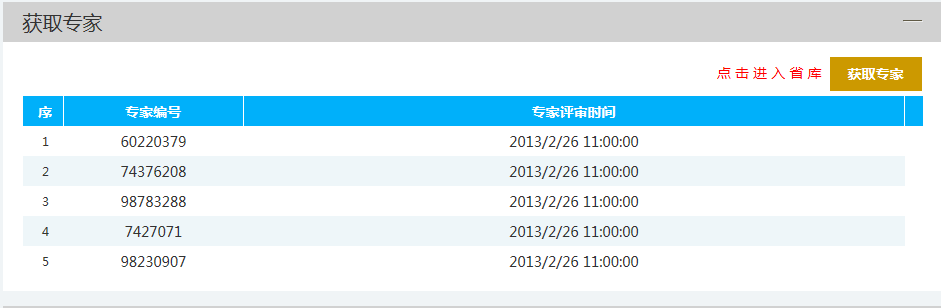 获取专家
点击进入省库 获取专家
序 专家编号 专家评审时间
1 60220379 2013/2/26 11:00:00
2 74376208 2013/2/26 11:00:00
3 98783288 2013/2/26 11:00:00
4 7427071 2013/2/26 11:00:00
5 98230907 2013/2/26 11:00:00